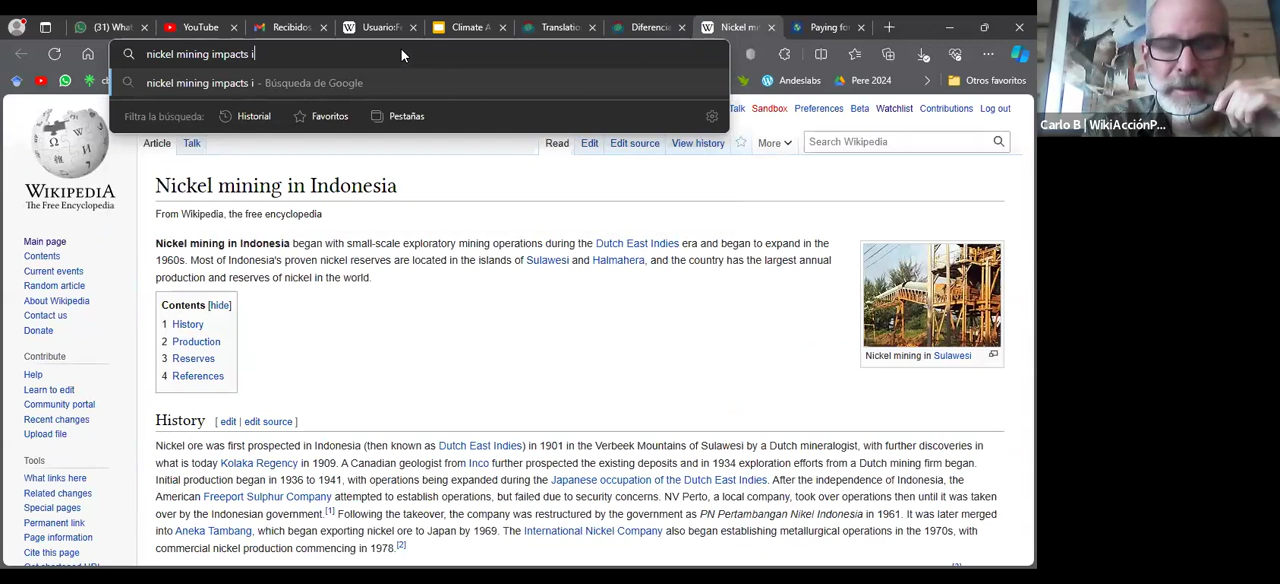 (31) What
YouTube
Recibidos
Usuario:F
Climate A
Translatio
Diferencia
Nickel mi
Paying fo
nickel mining impacts i
nickel mining impacts i - Búsqueda de Google
Filtra la búsqueda:
Historial
Favoritos
Pestañas
Andeslabs
Pere 2024
Otros favoritos
Talk Sandbox Preferences Beta Watchlist Contributions Log out
Article Talk
Read Edit Edit source View history
More
Search Wikipedia
WIKIPEDIA
The Free Encyclopedia
Main page
Contents
Current events
Random article
About Wikipedia
Contact us
Donate
Contribute
Help
Learn to edit
Community portal
Recent changes
Upload file
Tools
What links here
Related changes
Special pages
Permanent link
Page information
Cite this page
Nickel mining in Indonesia
From Wikipedia, the free encyclopedia
Nickel mining in Indonesia began with small-scale exploratory mining operations during the Dutch East Indies era and began to expand in the
1960s. Most of Indonesia's proven nickel reserves are located in the islands of Sulawesi and Halmahera, and the country has the largest annual
production and reserves of nickel in the world.
Contents [hide]
1 History
2 Production
3 Reserves
4 References
Nickel mining in Sulawesi
History [ edit | edit source ]
Nickel ore was first prospected in Indonesia (then known as Dutch East Indies) in 1901 in the Verbeek Mountains of Sulawesi by a Dutch mineralogist, with further discoveries in
what is today Kolaka Regency in 1909. A Canadian geologist from Inco further prospected the existing deposits and in 1934 exploration efforts from a Dutch mining firm began.
Initial production began in 1936 to 1941, with operations being expanded during the Japanese occupation of the Dutch East Indies. After the independence of Indonesia, the
American Freeport Sulphur Company attempted to establish operations, but failed due to security concerns. NV Perto, a local company, took over operations then until it was taken
over by the Indonesian government.[1] Following the takeover, the company was restructured by the government as PN Pertambangan Nikel Indonesia in 1961. It was later merged
into Aneka Tambang, which began exporting nickel ore to Japan by 1969. The International Nickel Company also began establishing metallurgical operations in the 1970s, with
commercial nickel production commencing in 1978.[2]
Carlo B | WikiAcciónP...